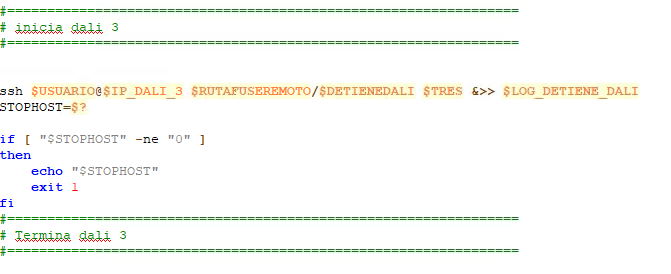 #================================================================
# inicia dali 3
#================================================================
ssh $USUARIO@$IP_DALI_3 $RUTAFUSEREMOTO/$DETIENEDALI $TRES &>> $LOG_DETIENE_DALI
STOPHOST=$?
if [ "$STOPHOST" -ne "0" ]
then
    echo "$STOPHOST"
    exit 1
fi
#================================================================
# Termina dali 3
#================================================================